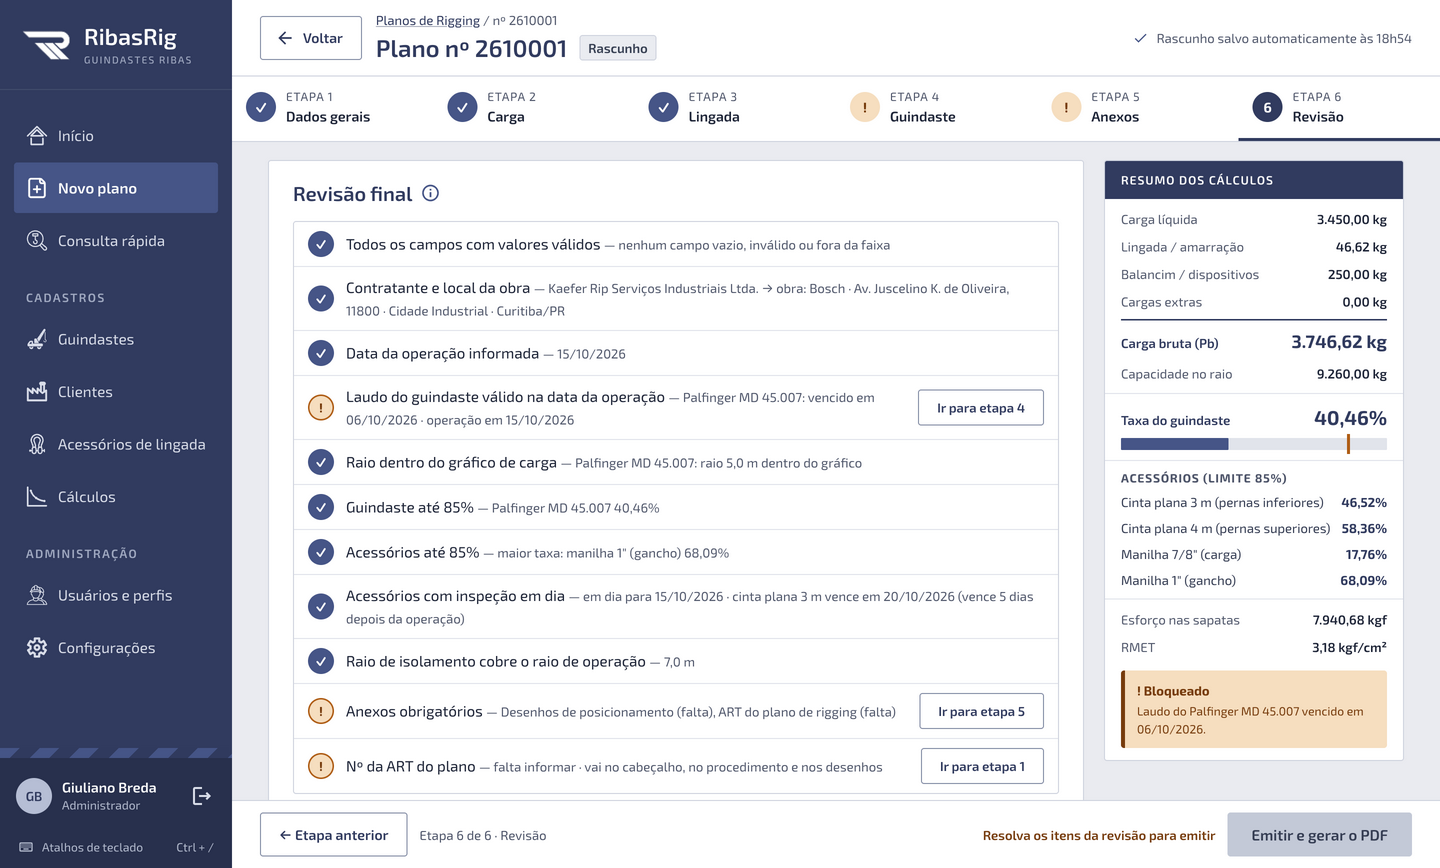 RibasRig
GUINDASTES RIBAS
Início
Novo plano
Consulta rápida
CADASTROS
Guindastes
Clientes
Acessórios de lingada
Cálculos
ADMINISTRAÇÃO
Usuários e perfis
Configurações
GB
Giuliano Breda
Administrador
Atalhos de teclado Ctrl + /
← Voltar
Planos de Rigging / nº 2610001
Plano nº 2610001 Rascunho
Rascunho salvo automaticamente às 18h54
ETAPA 1
Dados gerais
ETAPA 2
Carga
ETAPA 3
Lingada
!
ETAPA 4
Guindaste
!
ETAPA 5
Anexos
6
ETAPA 6
Revisão
Revisão final
Todos os campos com valores válidos — nenhum campo vazio, inválido ou fora da faixa
Contratante e local da obra — Kaefer Rip Serviços Industriais Ltda. → obra: Bosch · Av. Juscelino K. de Oliveira,
11800 · Cidade Industrial · Curitiba/PR
Data da operação informada — 15/10/2026
! Laudo do guindaste válido na data da operação — Palfinger MD 45.007: vencido em
06/10/2026 · operação em 15/10/2026
Ir para etapa 4
Raio dentro do gráfico de carga — Palfinger MD 45.007: raio 5,0 m dentro do gráfico
Guindaste até 85% — Palfinger MD 45.007 40,46%
Acessórios até 85% — maior taxa: manilha 1" (gancho) 68,09%
Acessórios com inspeção em dia — em dia para 15/10/2026 · cinta plana 3 m vence em 20/10/2026 (vence 5 dias
depois da operação)
Raio de isolamento cobre o raio de operação — 7,0 m
! Anexos obrigatórios — Desenhos de posicionamento (falta), ART do plano de rigging (falta)
Ir para etapa 5
! Nº da ART do plano — falta informar · vai no cabeçalho, no procedimento e nos desenhos
Ir para etapa 1
RESUMO DOS CÁLCULOS
Carga líquida 3.450,00 kg
Lingada / amarração 46,62 kg
Balancim / dispositivos 250,00 kg
Cargas extras 0,00 kg
Carga bruta (Pb) 3.746,62 kg
Capacidade no raio 9.260,00 kg
Taxa do guindaste 40,46%
ACESSÓRIOS (LIMITE 85%)
Cinta plana 3 m (pernas inferiores) 46,52%
Cinta plana 4 m (pernas superiores) 58,36%
Manilha 7/8" (carga) 17,76%
Manilha 1" (gancho) 68,09%
Esforço nas sapatas 7.940,68 kgf
RMET 3,18 kgf/cm²
! Bloqueado
Laudo do Palfinger MD 45.007 vencido em
06/10/2026.
← Etapa anterior
Etapa 6 de 6 · Revisão
Resolva os itens da revisão para emitir
Emitir e gerar o PDF